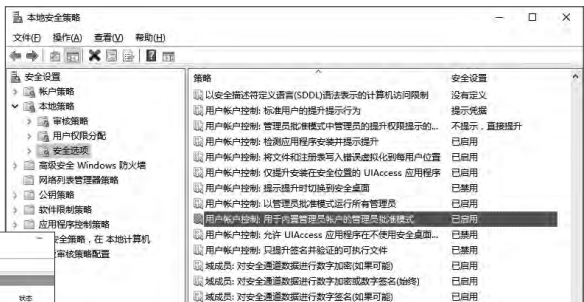 本地安全策略
文件(F) 操作(A) 查看(V) 帮助(H)
安全设置
帐户策略
本地策略
审核策略
用户权限分配
安全选项
高级安全 Windows 防火墙
网络列表管理器策略
公钥策略
软件限制策略
应用程序控制策略
安全策略，在 本地计算机
审核策略配置
状态
策略 安全设置
以安全描述符定义语言(SDDL)语法表示的计算机访问限制 没有定义
用户帐户控制: 标准用户的提升提示行为 提示凭据
用户帐户控制: 管理员批准模式中管理员的提升权限提示的... 不提示，直接提升
用户帐户控制: 检测应用程序安装并提示提升 已启用
用户帐户控制: 将文件和注册表写入错误虚拟化到每用户位置 已启用
用户帐户控制: 仅提升安装在安全位置的 UIAccess 应用程序 已启用
用户帐户控制: 提示提升时切换到安全桌面 已禁用
用户帐户控制: 以管理员批准模式运行所有管理员 已启用
用户帐户控制: 用于内置管理员帐户的管理员批准模式 已启用
用户帐户控制: 允许 UIAccess 应用程序在不使用安全桌面... 已禁用
用户帐户控制: 只提升签名并验证的可执行文件 已禁用
域成员: 对安全通道数据进行数字加密(如果可能) 已启用
域成员: 对安全通道数据进行数字加密或数字签名(始终) 已启用
域成员: 对安全通道数据进行数字签名(如果可能) 已启用